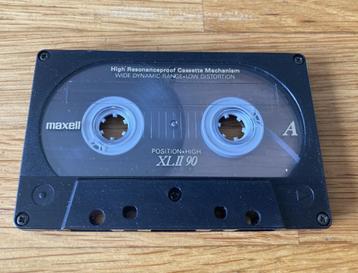 High Resonanceproof Cassette Mechanism
WIDE DYNAMIC RANGE•LOW DISTORTION
maxell
A
POSITION•HIGH
XLII 90